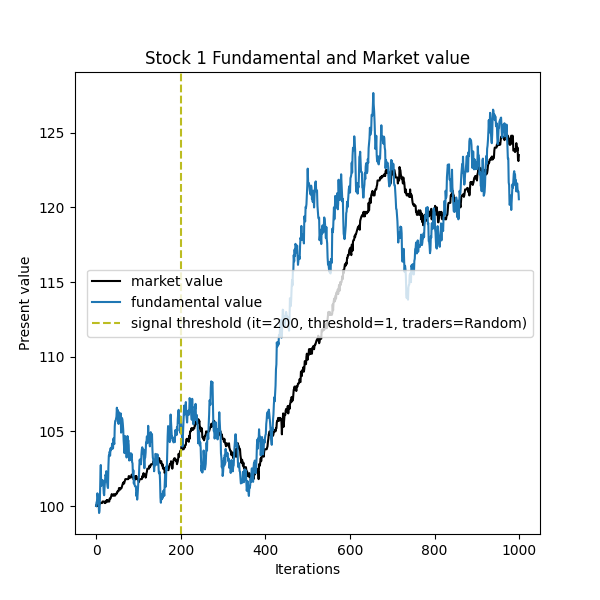 Stock 1 Fundamental and Market value
Present value
125
120
115
110
105
100
market value
fundamental value
signal threshold (it=200, threshold=1, traders=Random)
0 200 400 600 800 1000
Iterations